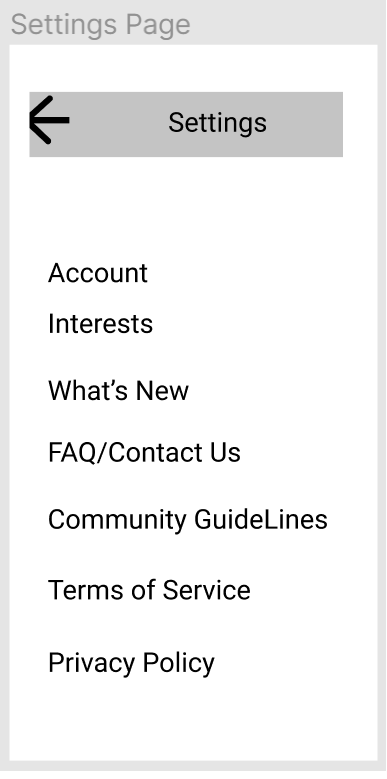 Settings Page
Settings
Account
Interests
What’s New
FAQ/Contact Us
Community GuideLines
Terms of Service
Privacy Policy